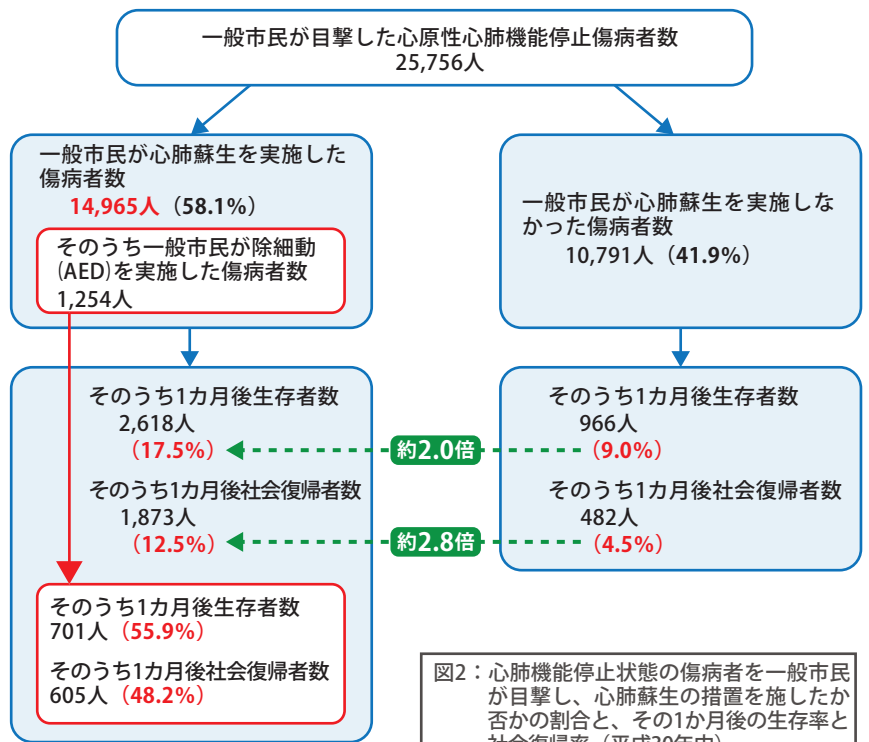 一般市民が目撃した心原性心肺機能停止傷病者数
25,756人
一般市民が心肺蘇生を実施した
傷病者数
14,965人（58.1%）
そのうち一般市民が除細動
(AED)を実施した傷病者数
1,254人
一般市民が心肺蘇生を実施しな
かった傷病者数
10,791人（41.9%）
そのうち1カ月後生存者数
2,618人
（17.5%）
そのうち1カ月後社会復帰者数
1,873人
（12.5%）
約2.0倍
約2.8倍
そのうち1カ月後生存者数
966人
（9.0%）
そのうち1カ月後社会復帰者数
482人
（4.5%）
そのうち1カ月後生存者数
701人（55.9%）
そのうち1カ月後社会復帰者数
605人（48.2%）
図2：心肺機能停止状態の傷病者を一般市民
が目撃し、心肺蘇生の措置を施したか
否かの割合と、その1か月後の生存率と
社会復帰率（平成30年中）